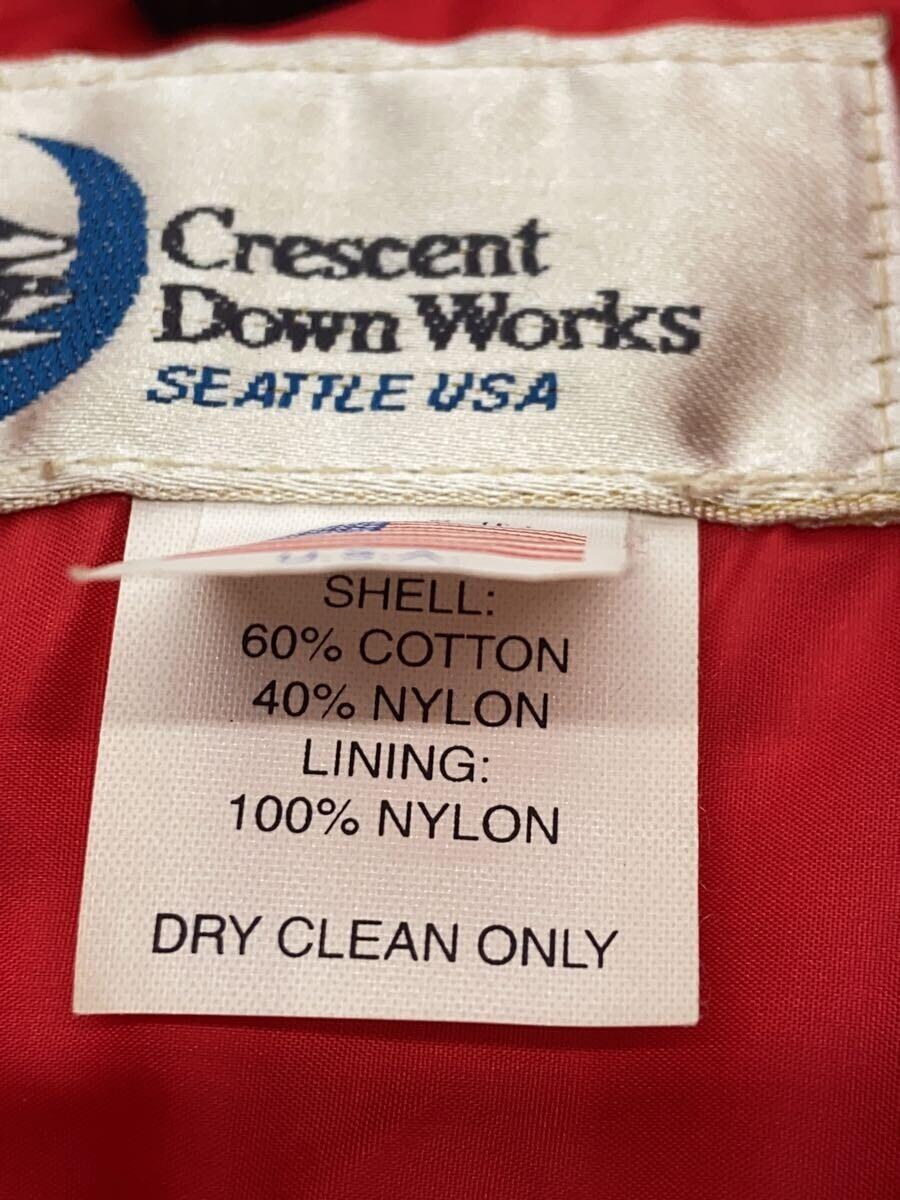 Crescent
Down Works
SEATTLE USA
U.S.A
SHELL:
60% COTTON
40% NYLON
LINING:
100% NYLON
DRY CLEAN ONLY